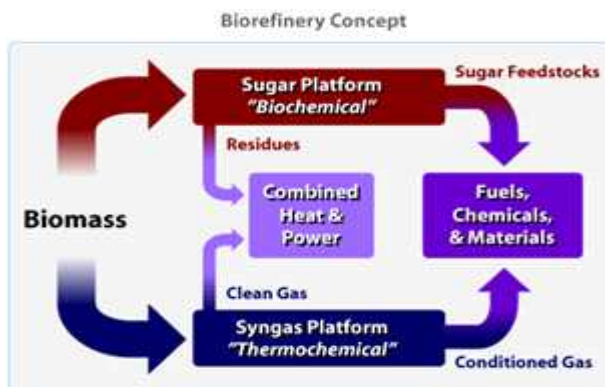 Biorefinery Concept
Sugar Platform
"Biochemical"
Sugar Feedstocks
Residues
Combined
Heat &
Power
Fuels,
Chemicals,
& Materials
Biomass
Clean Gas
Syngas Platform
"Thermochemical"
Conditioned Gas